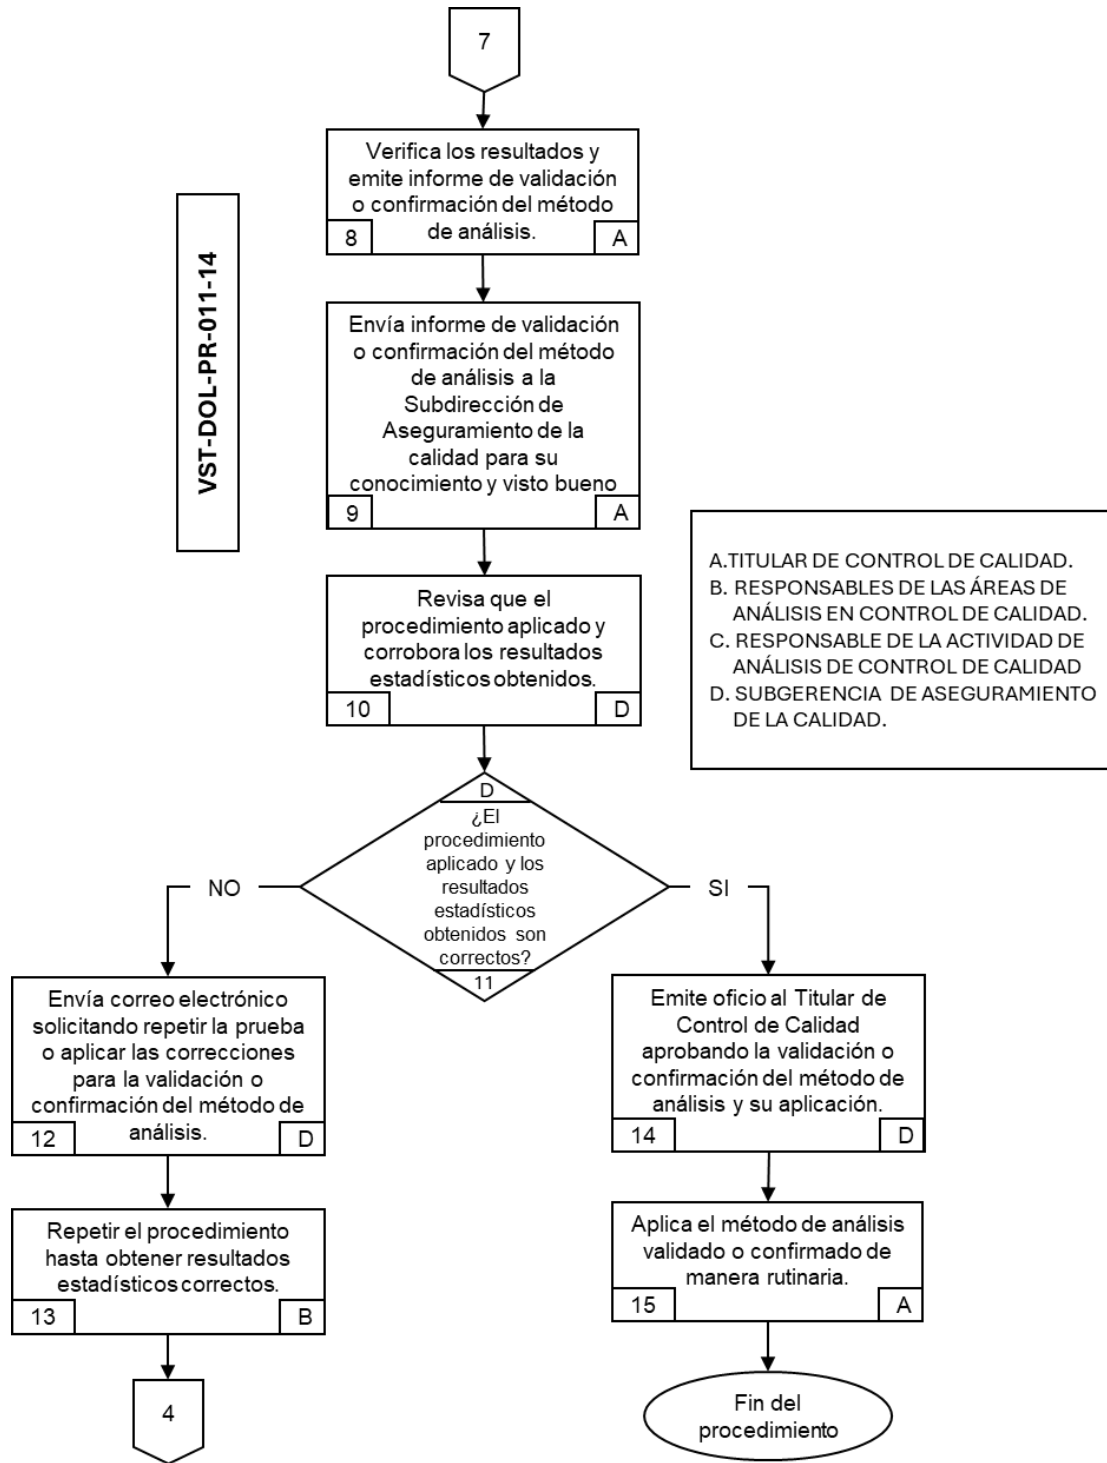 7
Verifica los resultados y
emite informe de validación
o confirmación del método
de análisis.
8
A
VST-DOL-PR-011-14
Envía informe de validación
o confirmación del método
de análisis a la
Subdirección de
Aseguramiento de la
calidad para su
conocimiento y visto bueno
9
A
A.TITULAR DE CONTROL DE CALIDAD.
B. RESPONSABLES DE LAS ÁREAS DE
ANÁLISIS EN CONTROL DE CALIDAD.
C. RESPONSABLE DE LA ACTIVIDAD DE
ANÁLISIS DE CONTROL DE CALIDAD
D. SUBGERENCIA DE ASEGURAMIENTO
DE LA CALIDAD.
Revisa que el
procedimiento aplicado y
corrobora los resultados
estadísticos obtenidos.
10
D
D
¿El
procedimiento
aplicado y los
resultados
estadísticos
obtenidos son
correctos?
11
NO
SI
Envía correo electrónico
solicitando repetir la prueba
o aplicar las correcciones
para la validación o
confirmación del método de
análisis.
12
D
Repetir el procedimiento
hasta obtener resultados
estadísticos correctos.
13
B
4
Emite oficio al Titular de
Control de Calidad
aprobando la validación o
confirmación del método de
análisis y su aplicación.
14
D
Aplica el método de análisis
validado o confirmado de
manera rutinaria.
15
A
Fin del
procedimiento